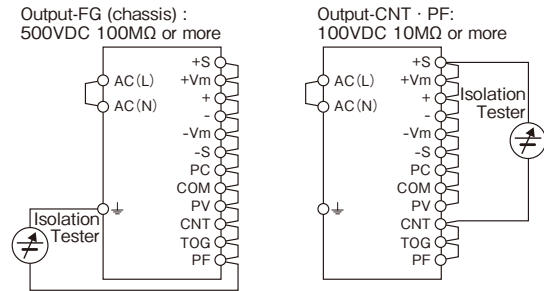 Output-FG (chassis) :
500VDC 100MΩ or more
AC(L)
AC(N)
+S
+Vm
+
-
-Vm
-S
PC
COM
PV
CNT
TOG
PF
Isolation
Tester
Output-CNT · PF:
100VDC 10MΩ or more
AC(L)
AC(N)
+S
+Vm
+
-
-Vm
-S
PC
COM
PV
CNT
TOG
PF
Isolation
Tester